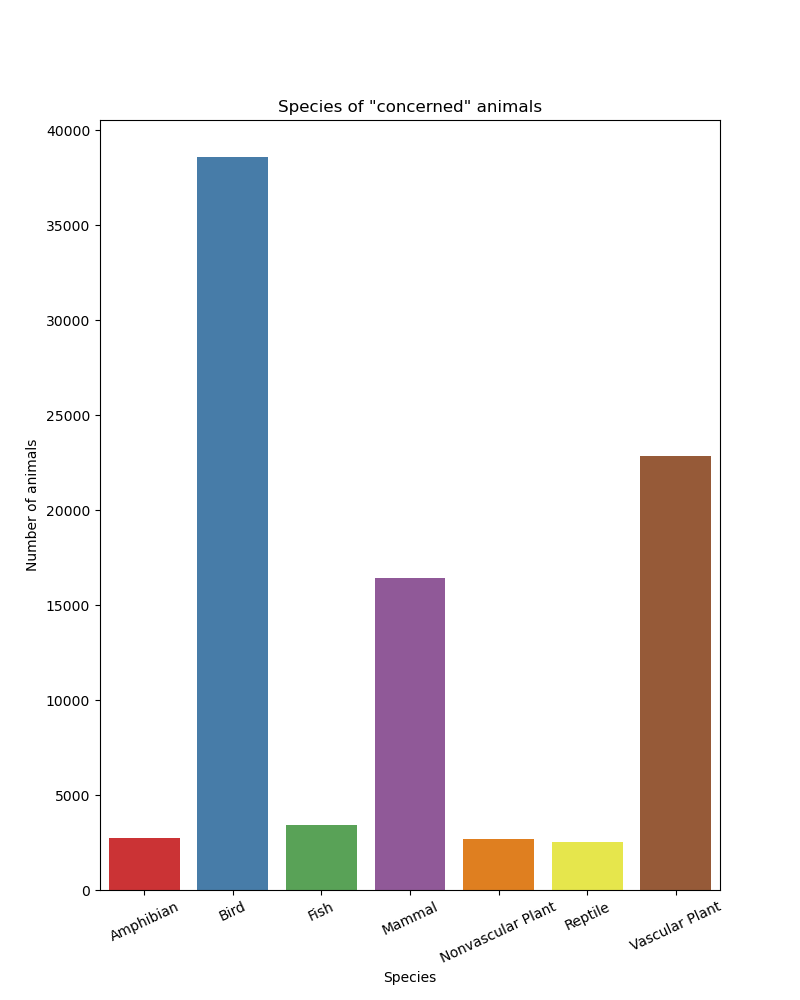 Species of "concerned" animals
40000
35000
30000
25000
20000
15000
10000
5000
0
Number of animals
Amphibian
Bird
Fish
Mammal
Nonvascular Plant
Reptile
Vascular Plant
Species